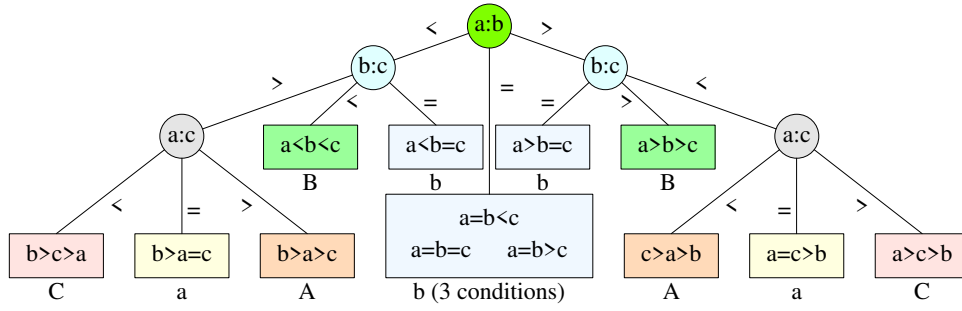 a:b
< >
b:c b:c
> < = = = > <
a:c a<b<c a<b=c a>b=c a>b>c a:c
B b b B
a=b<c
< = > < = >
b>c>a b>a=c b>a>c a=b=c a=b>c c>a>b a=c>b a>c>b
C a A b (3 conditions) A a C